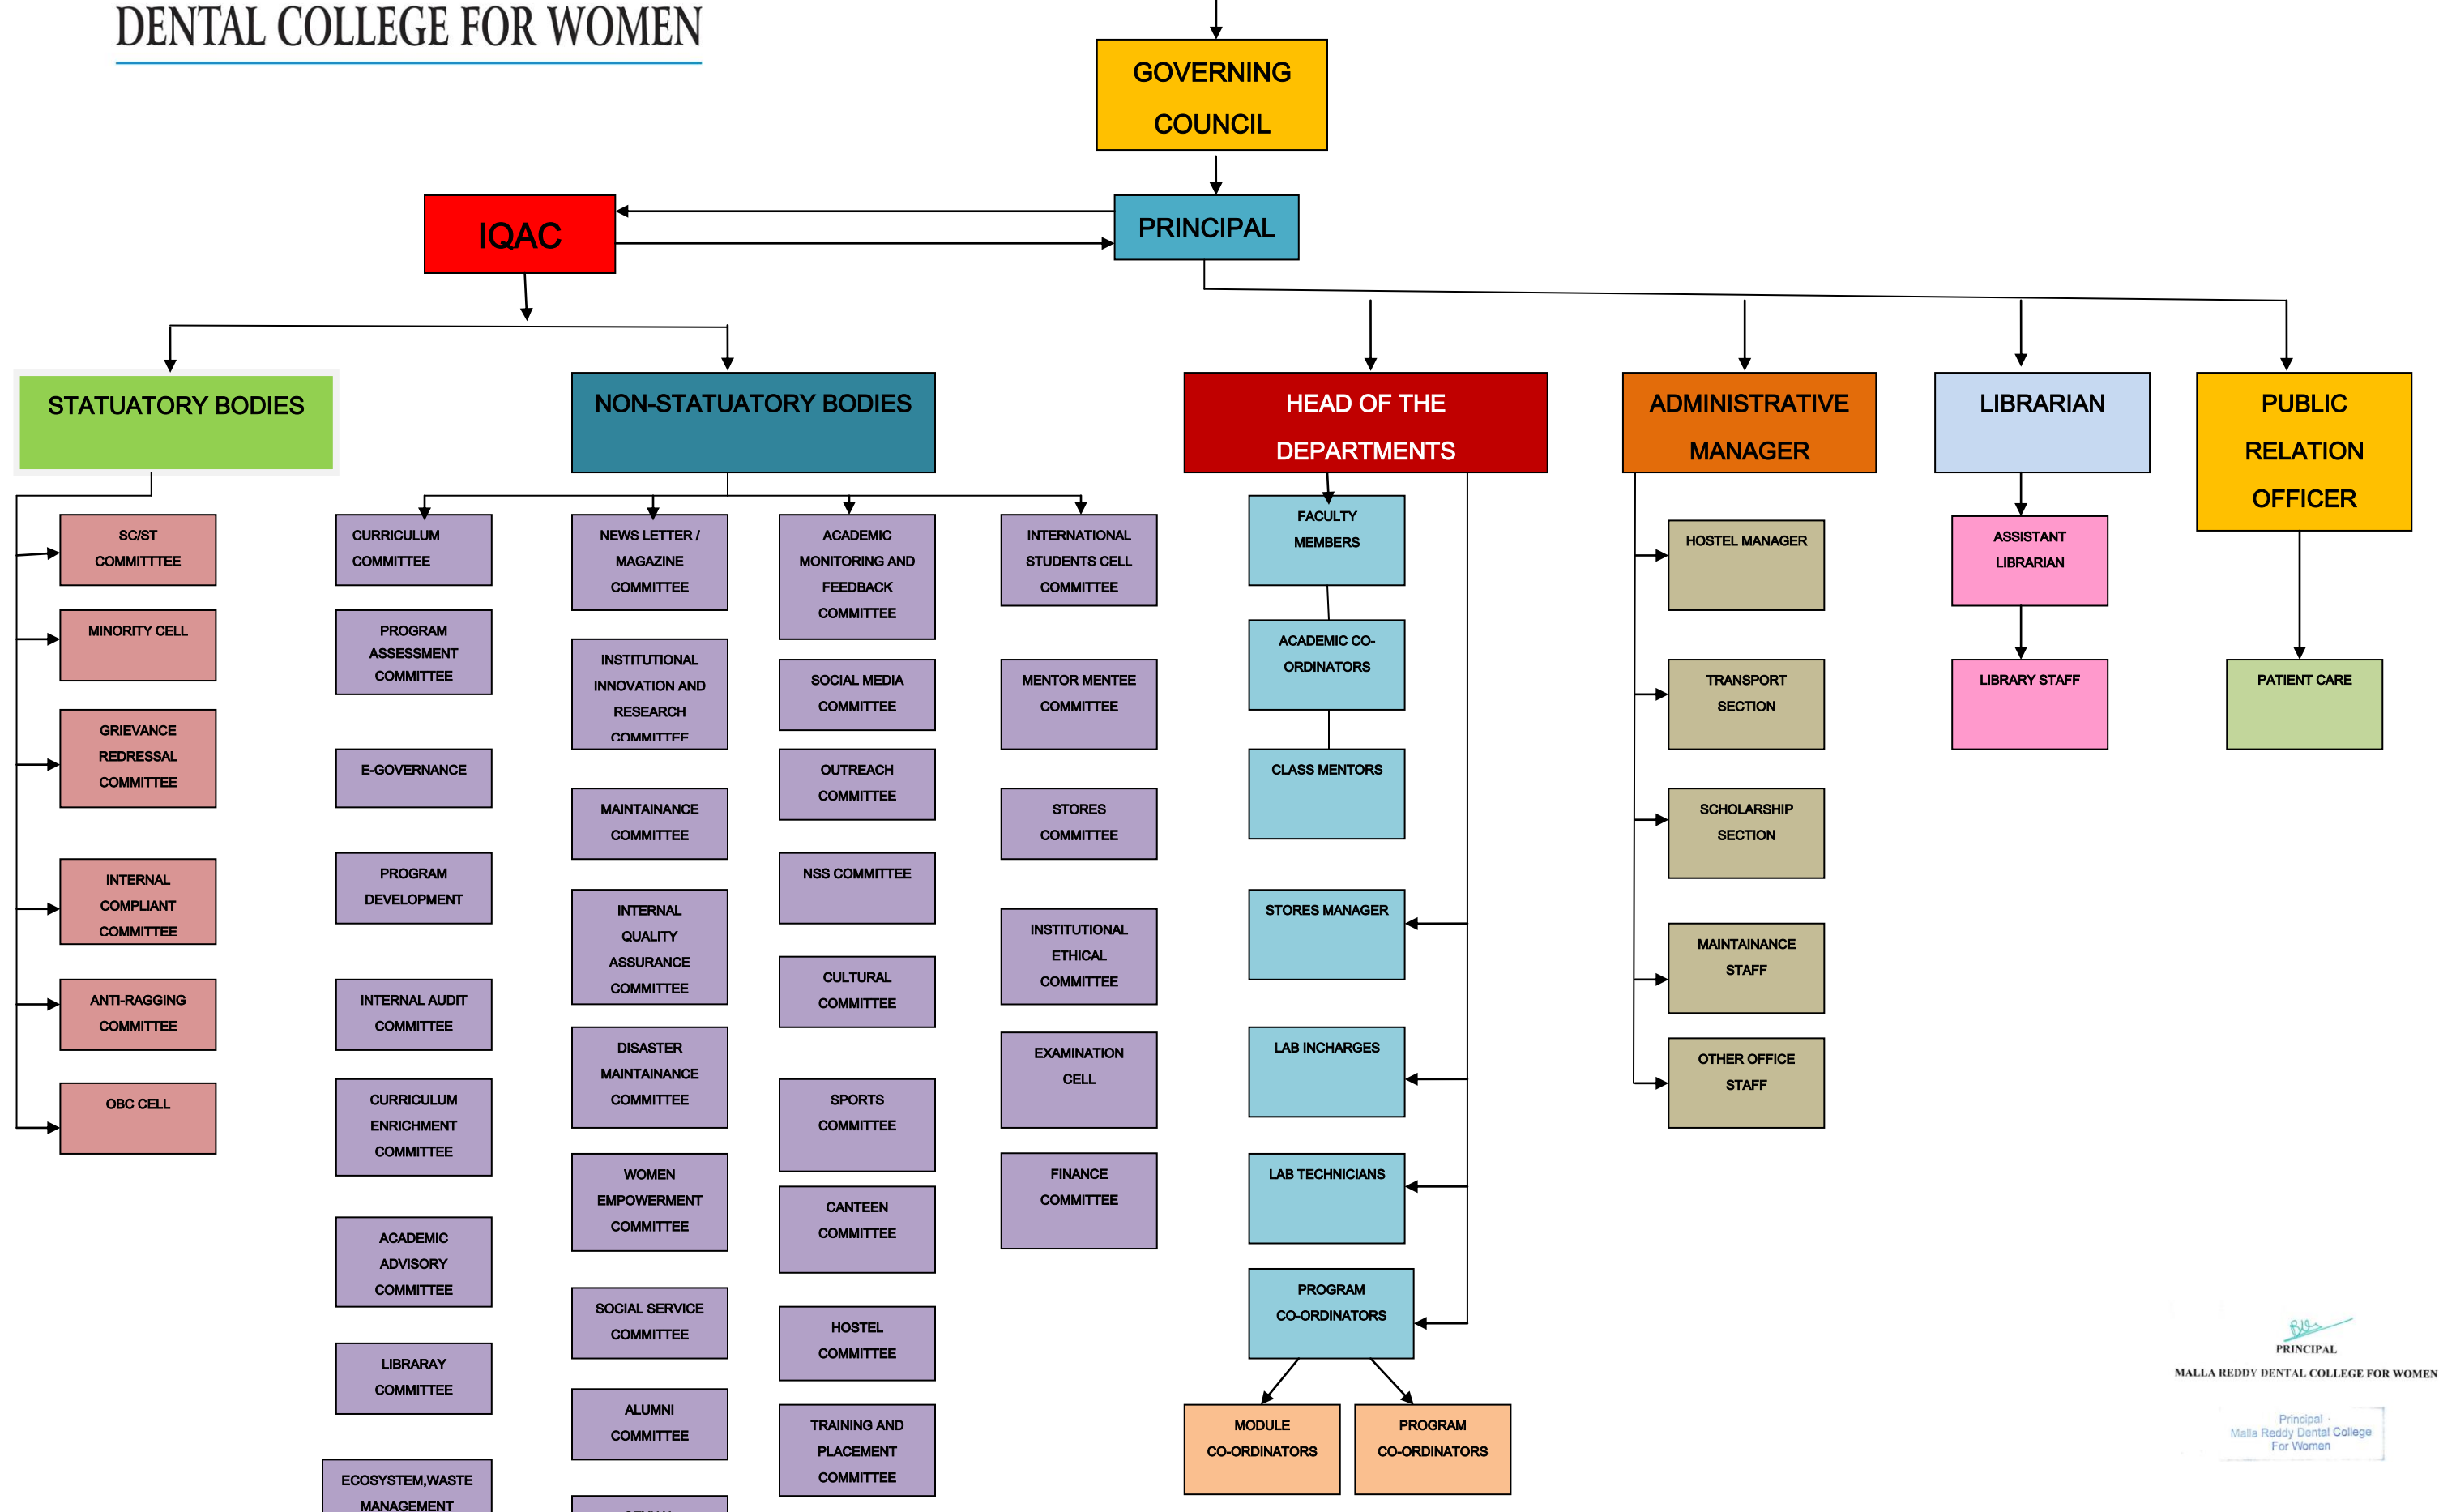 DENTAL COLLEGE FOR WOMEN
GOVERNING
COUNCIL
IQAC
PRINCIPAL
STATUATORY BODIES
NON-STATUATORY BODIES
HEAD OF THE
DEPARTMENTS
ADMINISTRATIVE
MANAGER
LIBRARIAN
PUBLIC
RELATION
OFFICER
SC/ST
COMMITTTEE
MINORITY CELL
GRIEVANCE
REDRESSAL
COMMITTEE
INTERNAL
COMPLIANT
COMMITTEE
ANTI-RAGGING
COMMITTEE
OBC CELL
CURRICULUM
COMMITTEE
PROGRAM
ASSESSMENT
COMMITTEE
E-GOVERNANCE
PROGRAM
DEVELOPMENT
INTERNAL AUDIT
COMMITTEE
CURRICULUM
ENRICHMENT
COMMITTEE
ACADEMIC
ADVISORY
COMMITTEE
LIBRARAY
COMMITTEE
ECOSYSTEM,WASTE
MANAGEMENT
NEWS LETTER /
MAGAZINE
COMMITTEE
INSTITUTIONAL
INNOVATION AND
RESEARCH
COMMITTEE
MAINTAINANCE
COMMITTEE
INTERNAL
QUALITY
ASSURANCE
COMMITTEE
DISASTER
MAINTAINANCE
COMMITTEE
WOMEN
EMPOWERMENT
COMMITTEE
SOCIAL SERVICE
COMMITTEE
ALUMNI
COMMITTEE
ACADEMIC
MONITORING AND
FEEDBACK
COMMITTEE
SOCIAL MEDIA
COMMITTEE
OUTREACH
COMMITTEE
NSS COMMITTEE
CULTURAL
COMMITTEE
SPORTS
COMMITTEE
CANTEEN
COMMITTEE
HOSTEL
COMMITTEE
TRAINING AND
PLACEMENT
COMMITTEE
INTERNATIONAL
STUDENTS CELL
COMMITTEE
MENTOR MENTEE
COMMITTEE
STORES
COMMITTEE
INSTITUTIONAL
ETHICAL
COMMITTEE
EXAMINATION
CELL
FINANCE
COMMITTEE
FACULTY
MEMBERS
ACADEMIC CO-
ORDINATORS
CLASS MENTORS
STORES MANAGER
LAB INCHARGES
LAB TECHNICIANS
PROGRAM
CO-ORDINATORS
MODULE
CO-ORDINATORS
PROGRAM
CO-ORDINATORS
HOSTEL MANAGER
TRANSPORT
SECTION
SCHOLARSHIP
SECTION
MAINTAINANCE
STAFF
OTHER OFFICE
STAFF
ASSISTANT
LIBRARIAN
LIBRARY STAFF
PATIENT CARE
PRINCIPAL
MALLA REDDY DENTAL COLLEGE FOR WOMEN
Principal
Malla Reddy Dental College
For Women